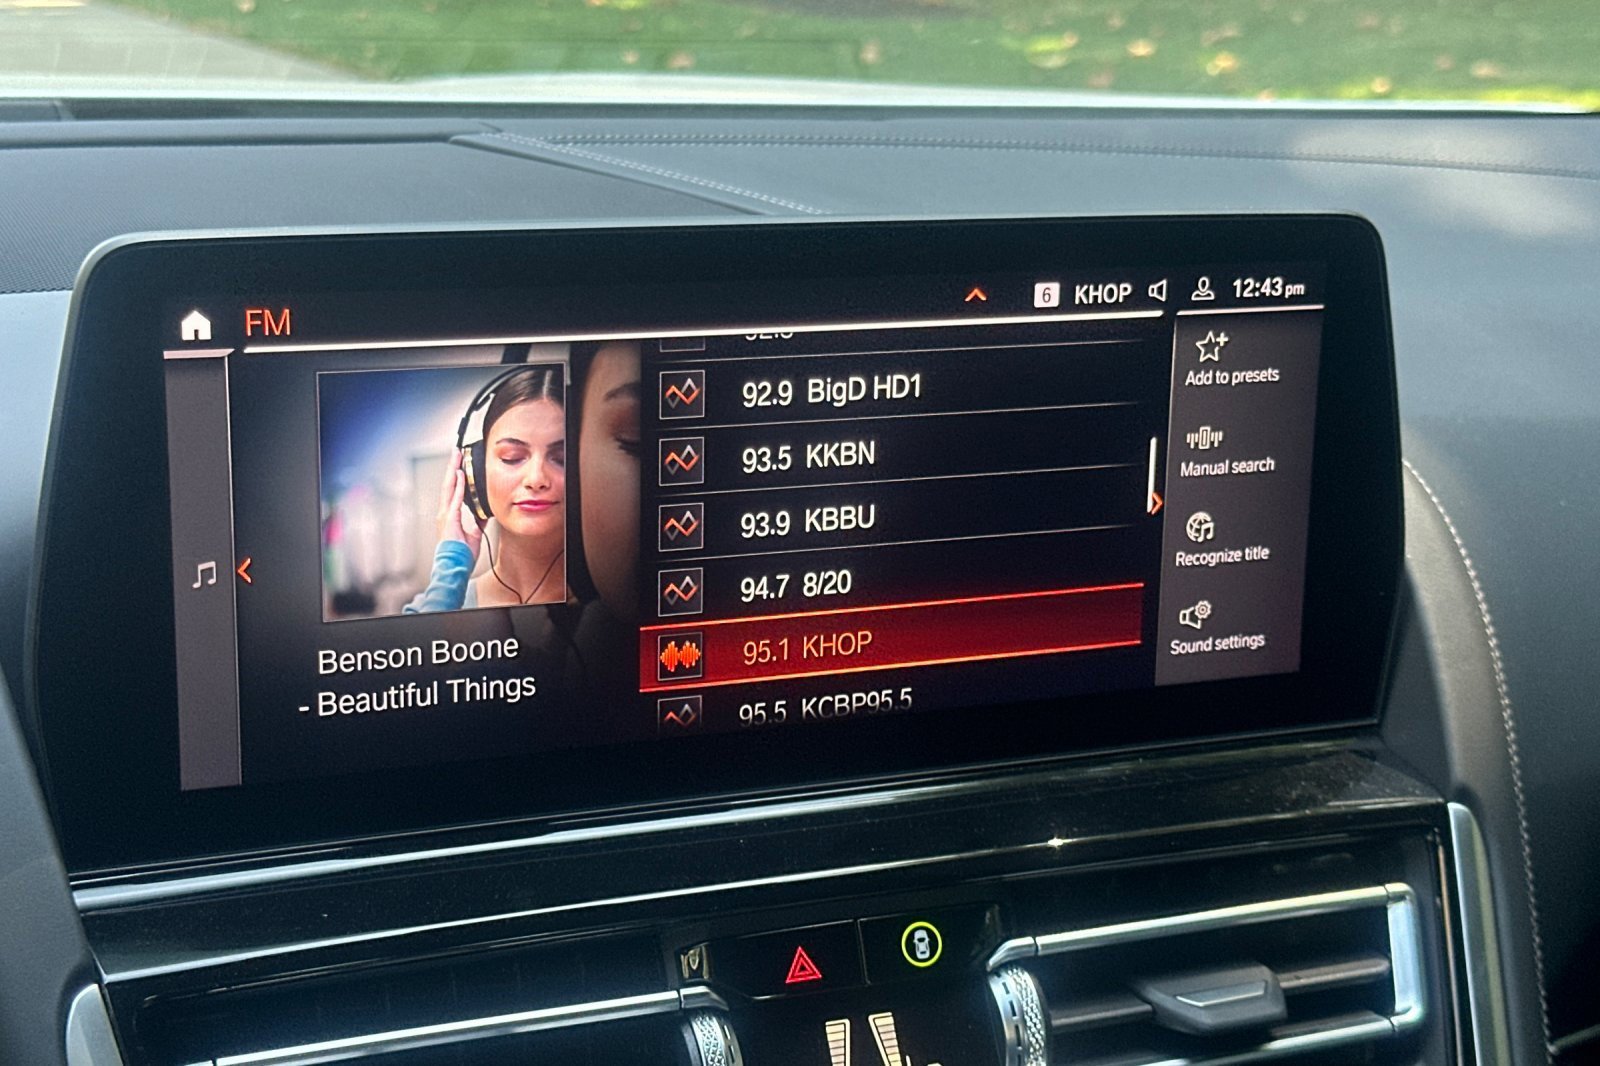 FM
6 KHOP 12:43 pm
92.9 BigD HD1
93.5 KKBN
93.9 KBBU
94.7 8/20
95.1 KHOP
95.5 KCBP95.5
Benson Boone
- Beautiful Things
Add to presets
Manual search
Recognize title
Sound settings